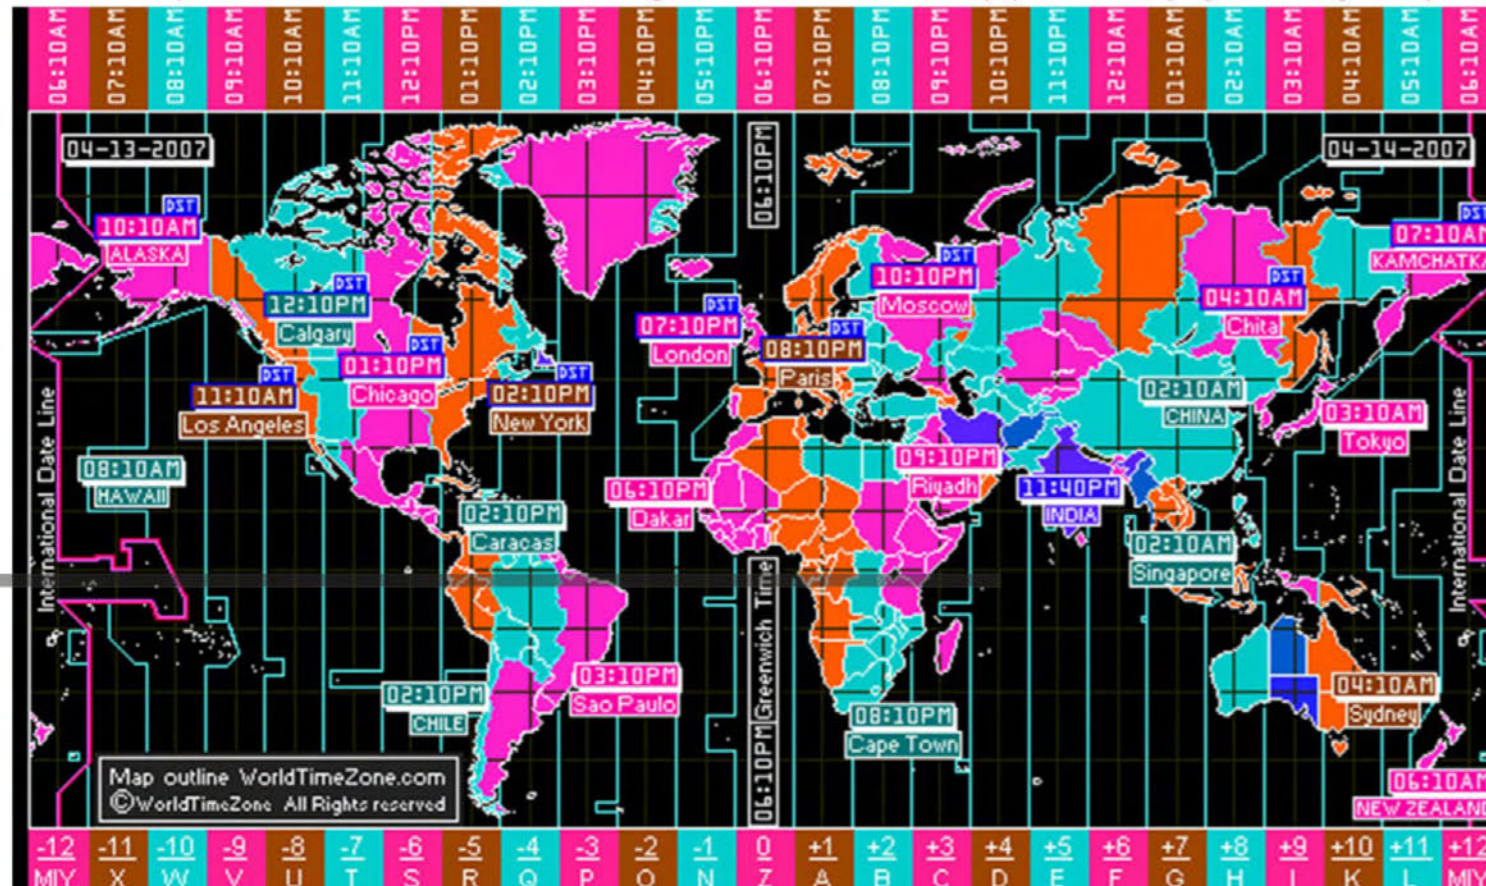 06:10AM 07:10AM 08:10AM 09:10AM 10:10AM 11:10AM 12:10PM 01:10PM 02:10PM 03:10PM 04:10PM 05:10PM 06:10PM 07:10PM 08:10PM 09:10PM 10:10PM 11:10PM 12:10AM 01:10AM 02:10AM 03:10AM 04:10AM 05:10AM 06:10AM
04-13-2007
06:10PM
04-14-2007
DST
10:10AM
ALASKA
DST
12:10PM
Calgary
DST
01:10PM
Chicago
DST
11:10AM
Los Angeles
DST
02:10PM
New York
DST
07:10PM
London
DST
08:10PM
Paris
DST
10:10PM
Moscow
DST
04:10AM
Chita
DST
07:10AM
KAMCHATKA
02:10AM
CHINA
03:10AM
Tokyo
International Date Line
08:10AM
HAWAII
06:10PM
Dakar
09:10PM
Riyadh
11:40PM
INDIA
02:10PM
Caracas
02:10AM
Singapore
International Date Line
Greenwich Time
06:10PM
02:10PM
CHILE
03:10PM
Sao Paulo
08:10PM
Cape Town
04:10AM
Sydney
06:10AM
NEW ZEALAND
Map outline WorldTimeZone.com
©WorldTimeZone All Rights reserved
-12 -11 -10 -9 -8 -7 -6 -5 -4 -3 -2 -1 0 +1 +2 +3 +4 +5 +6 +7 +8 +9 +10 +11 +12
MIY X W V U T S R Q P O N Z A B C D E F G H I K L MIY